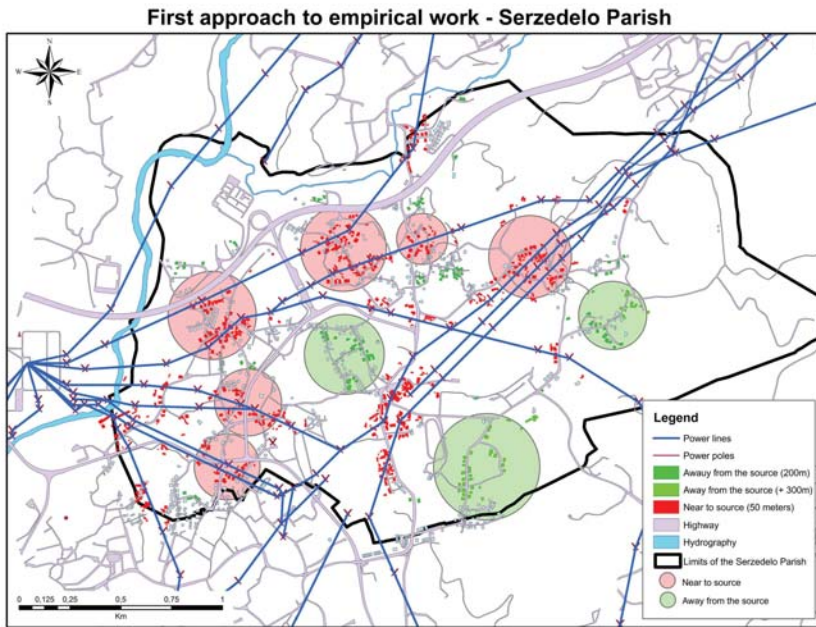 First approach to empirical work - Serzedelo Parish
N
W E
S
Legend
Power lines
Power poles
Awauy from the source (200m)
Away from the source (+ 300m)
Near to source (50 meters)
Highway
Hydrography
Limits of the Serzedelo Parish
Near to source
Away from the source
0 0,125 0,25 0,5 0,75 1
Km